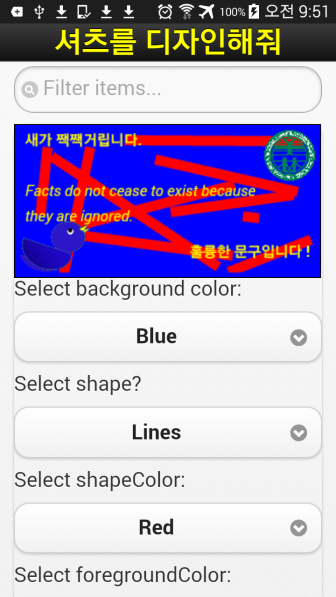 100% 오전 9:51
셔츠를 디자인해줘
Filter items...
새가 짹짹거립니다.
Facts do not cease to exist because
they are ignored.
훌륭한 문구입니다 !
Select background color:
Blue
Select shape?
Lines
Select shapeColor:
Red
Select foregroundColor: